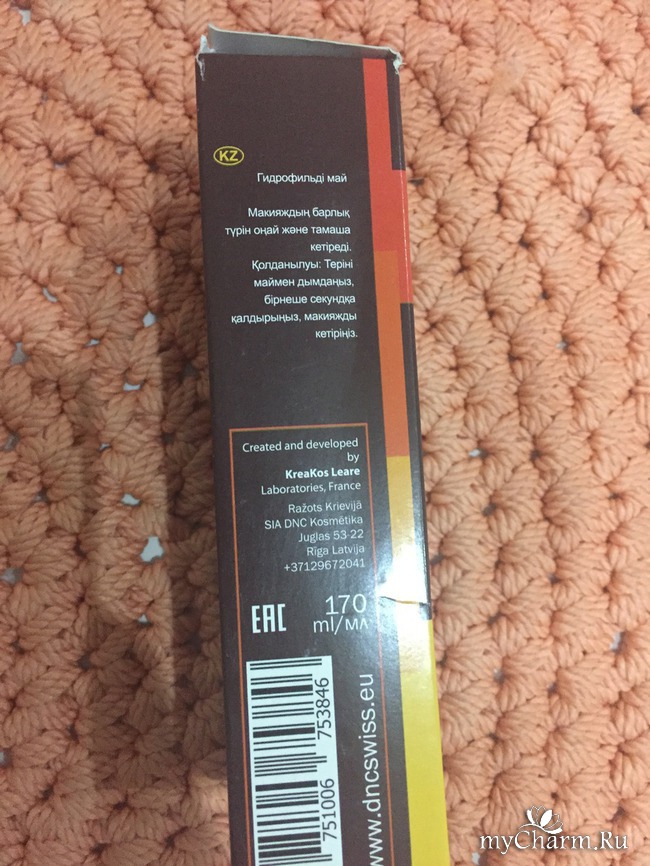 KZ
Гидрофильді май
Макияждың барлық
түрін оңай және тамаша
кетіреді.
Қолданылуы: Теріні
маймен дымдаңыз,
бірнеше секундқа
қалдырыңыз, макияжды
кетіріңіз.
Created and developed
by
KreaKos Leare
Laboratories, France
Ražots Krievijā
SIA DNC Kosmētika
Juglas 53-22
Rīga Latvija
+37129672041
EAC
170
ml/мл
751006 753846
www.dncswiss.eu
myCharm.Ru